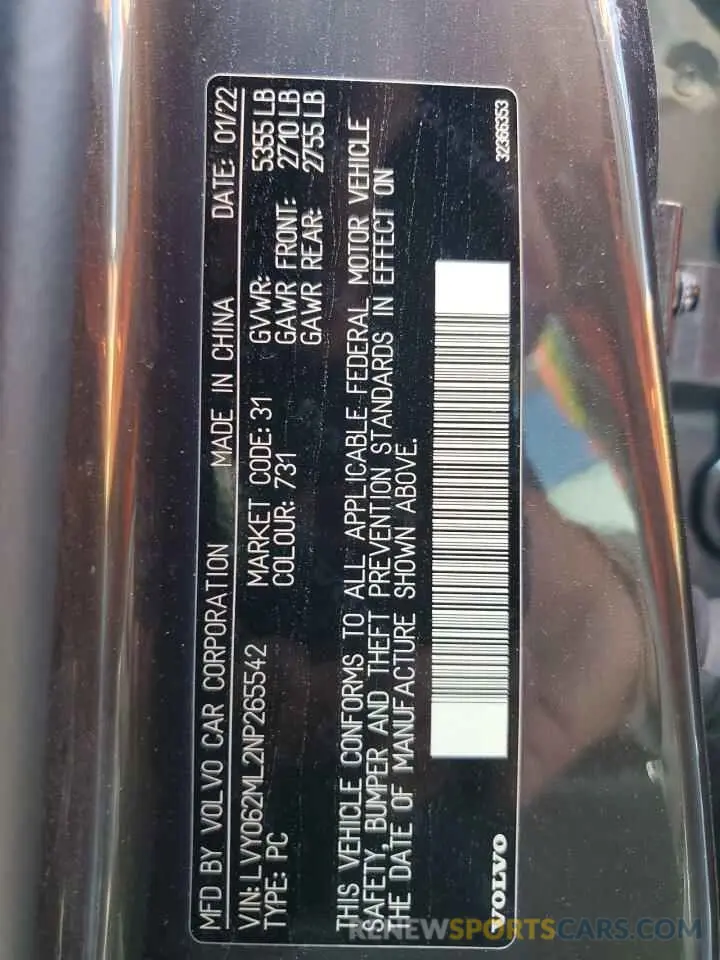 MFD BY VOLVO CAR CORPORATION MADE IN CHINA DATE: 01/22
VIN: LVY062ML2NP265542 MARKET CODE: 31 GVWR: 5355 LB
TYPE: PC COLOUR: 731 GAWR FRONT: 2710 LB
GAWR REAR: 2755 LB
THIS VEHICLE CONFORMS TO ALL APPLICABLE FEDERAL MOTOR VEHICLE
SAFETY, BUMPER AND THEFT PREVENTION STANDARDS IN EFFECT ON
THE DATE OF MANUFACTURE SHOWN ABOVE.
VOLVO 32366353
RENEWSPORTSCARS.COM